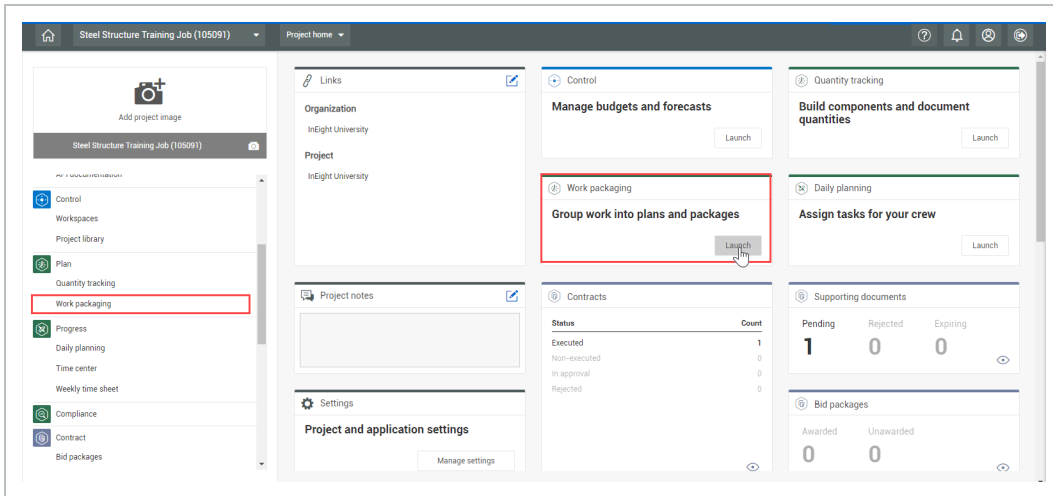 Steel Structure Training Job (105091)
Project home
Add project image
Steel Structure Training Job (105091)
API documentation
Control
Workspaces
Project library
Plan
Quantity tracking
Work packaging
Progress
Daily planning
Time center
Weekly time sheet
Compliance
Contract
Bid packages
Links
Organization
InEight University
Project
InEight University
Control
Manage budgets and forecasts
Launch
Quantity tracking
Build components and document
quantities
Launch
Work packaging
Group work into plans and packages
Launch
Daily planning
Assign tasks for your crew
Launch
Project notes
Contracts
Status Count
Executed 1
Non-executed 0
In approval 0
Rejected 0
Supporting documents
Pending Rejected Expiring
1 0 0
Settings
Project and application settings
Manage settings
Bid packages
Awarded Unawarded
0 0